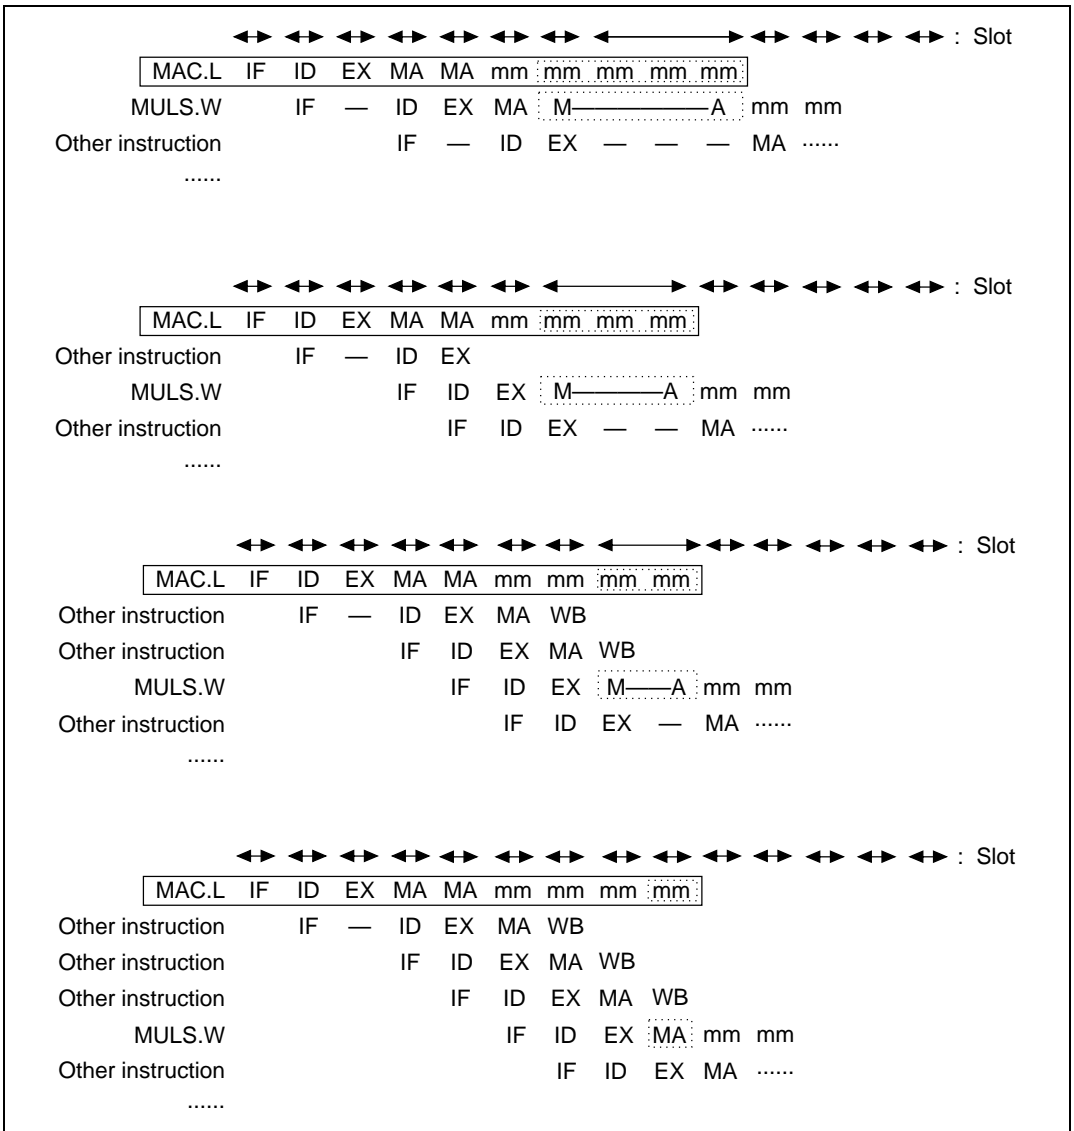 : Slot
MAC.L IF ID EX MA MA mm mm mm mm mm
MULS.W IF — ID EX MA M——————A mm mm
Other instruction IF — ID EX — — — MA ······
······
: Slot
MAC.L IF ID EX MA MA mm mm mm mm
Other instruction IF — ID EX
MULS.W IF ID EX M————A mm mm
Other instruction IF ID EX — — MA ······
······
: Slot
MAC.L IF ID EX MA MA mm mm mm mm
Other instruction IF — ID EX MA WB
Other instruction IF ID EX MA WB
MULS.W IF ID EX M——A mm mm
Other instruction IF ID EX — MA ······
······
: Slot
MAC.L IF ID EX MA MA mm mm mm mm
Other instruction IF — ID EX MA WB
Other instruction IF ID EX MA WB
Other instruction IF ID EX MA WB
MULS.W IF ID EX MA mm mm
Other instruction IF ID EX MA ······
······